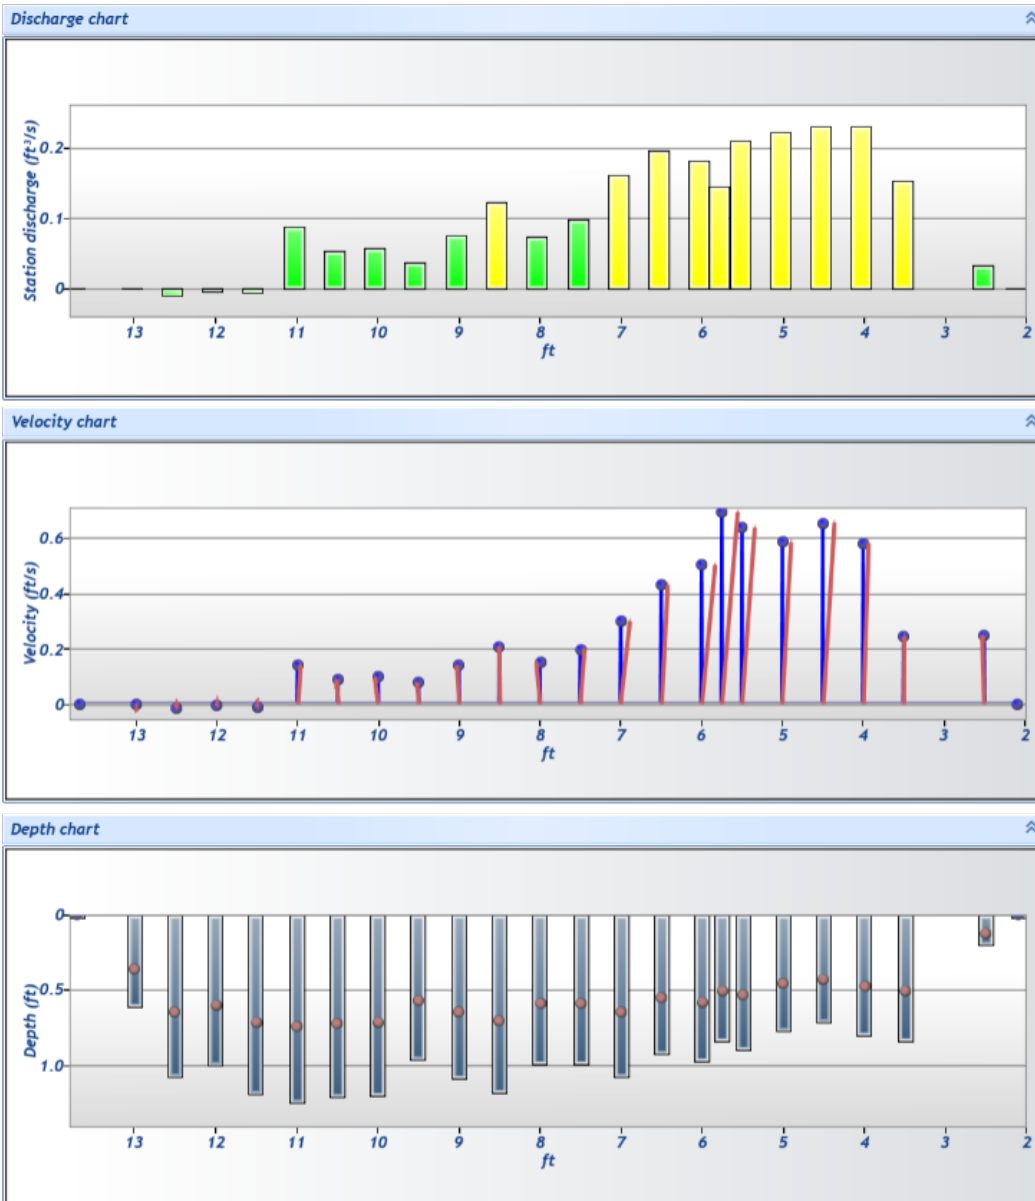 Discharge chart
Station discharge (ft³/s)
0.2
0.1
0
13 12 11 10 9 8 7 6 5 4 3 2
ft
Velocity chart
Velocity (ft/s)
0.6
0.4
0.2
0
13 12 11 10 9 8 7 6 5 4 3 2
ft
Depth chart
Depth (ft)
0
0.5
1.0
13 12 11 10 9 8 7 6 5 4 3 2
ft